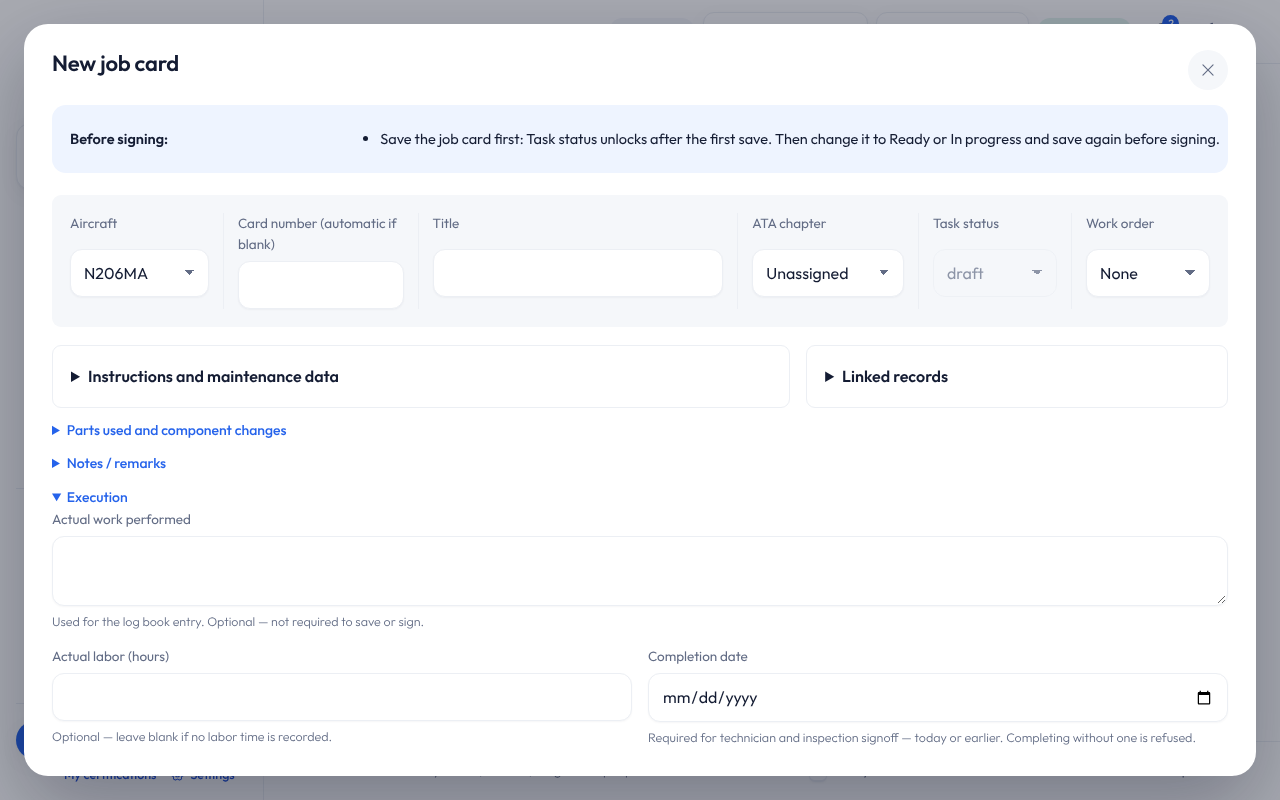 New job card
Before signing:
• Save the job card first: Task status unlocks after the first save. Then change it to Ready or In progress and save again before signing.
Aircraft
Card number (automatic if
blank)
Title
ATA chapter
Task status
Work order
N206MA
Unassigned
draft
None
Instructions and maintenance data
Linked records
Parts used and component changes
Notes / remarks
Execution
Actual work performed
Used for the log book entry. Optional — not required to save or sign.
Actual labor (hours)
Completion date
mm/dd/yyyy
Optional — leave blank if no labor time is recorded.
Required for technician and inspection signoff — today or earlier. Completing without one is refused.
My certifications
Settings